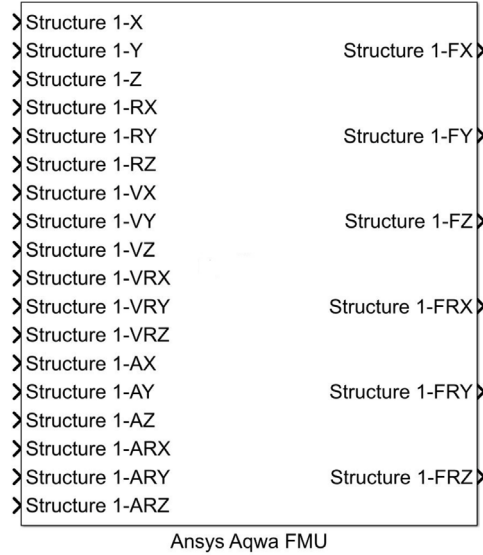 Structure 1-X
Structure 1-Y
Structure 1-Z
Structure 1-RX
Structure 1-RY
Structure 1-RZ
Structure 1-VX
Structure 1-VY
Structure 1-VZ
Structure 1-VRX
Structure 1-VRY
Structure 1-VRZ
Structure 1-AX
Structure 1-AY
Structure 1-AZ
Structure 1-ARX
Structure 1-ARY
Structure 1-ARZ
Structure 1-FX
Structure 1-FY
Structure 1-FZ
Structure 1-FRX
Structure 1-FRY
Structure 1-FRZ
Ansys Aqwa FMU